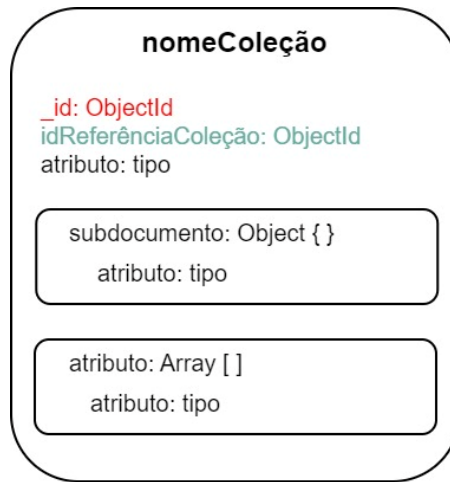 nomeColeção
_id: ObjectId
idReferênciaColeção: ObjectId
atributo: tipo
subdocumento: Object { }
atributo: tipo
atributo: Array [ ]
atributo: tipo